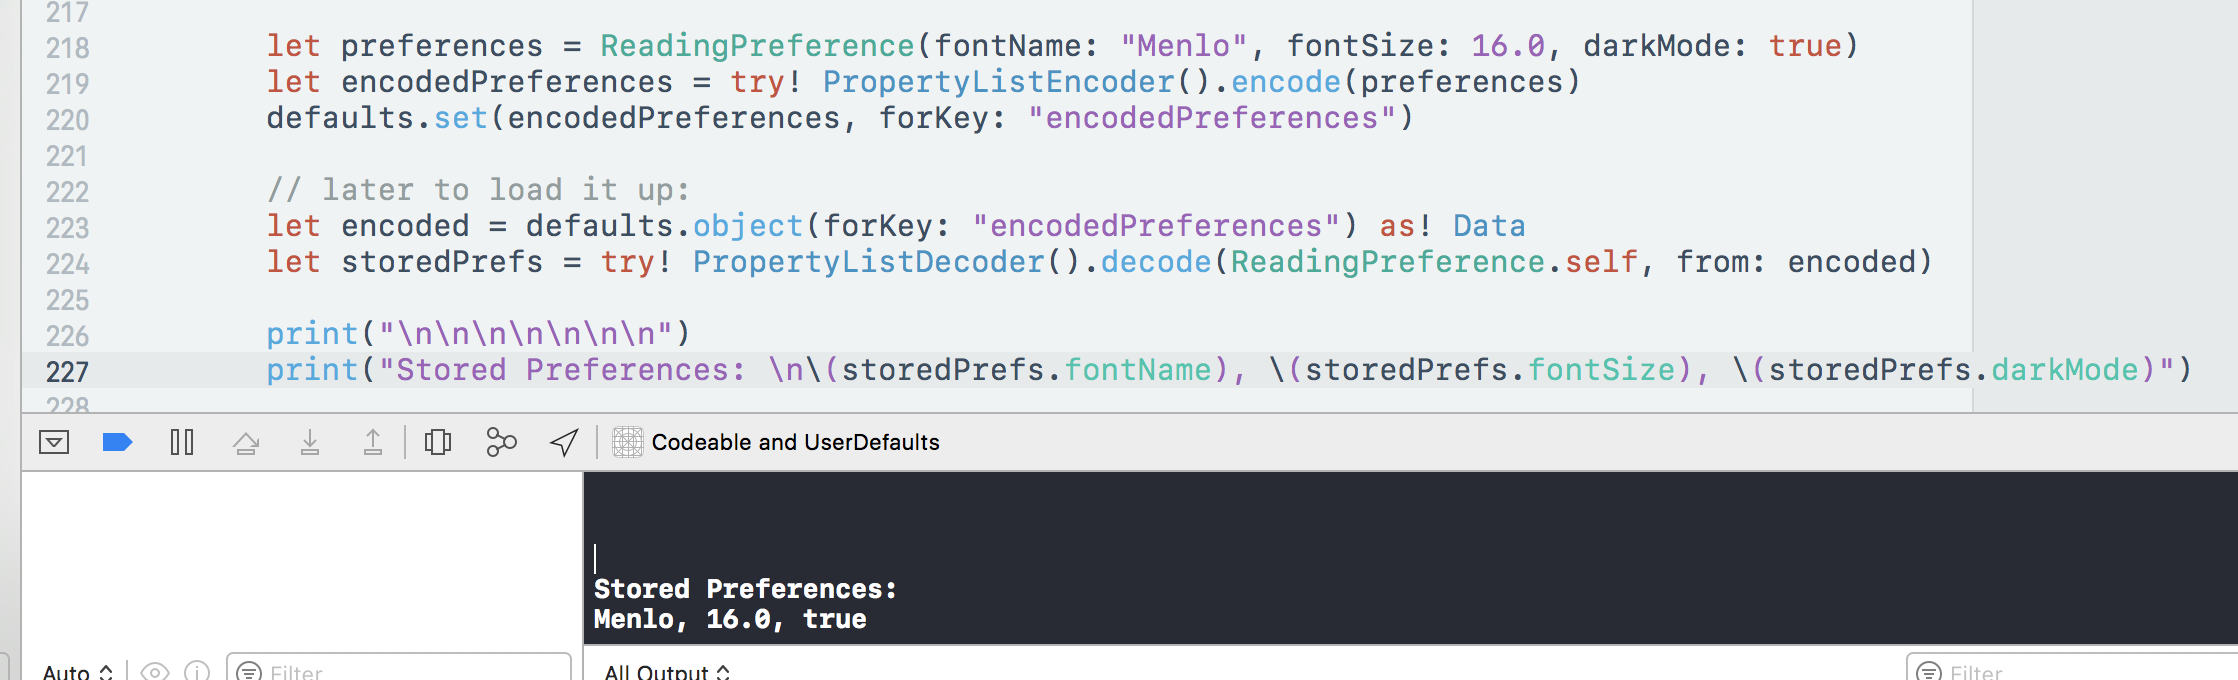 217
218 let preferences = ReadingPreference(fontName: "Menlo", fontSize: 16.0, darkMode: true)
219 let encodedPreferences = try! PropertyListEncoder().encode(preferences)
220 defaults.set(encodedPreferences, forKey: "encodedPreferences")
221
222 // later to load it up:
223 let encoded = defaults.object(forKey: "encodedPreferences") as! Data
224 let storedPrefs = try! PropertyListDecoder().decode(ReadingPreference.self, from: encoded)
225
226 print("\n\n\n\n\n\n\n")
227 print("Stored Preferences: \n\(storedPrefs.fontName), \(storedPrefs.fontSize), \(storedPrefs.darkMode)")
228
Codeable and UserDefaults
Stored Preferences:
Menlo, 16.0, true
Auto Filter All Output Filter